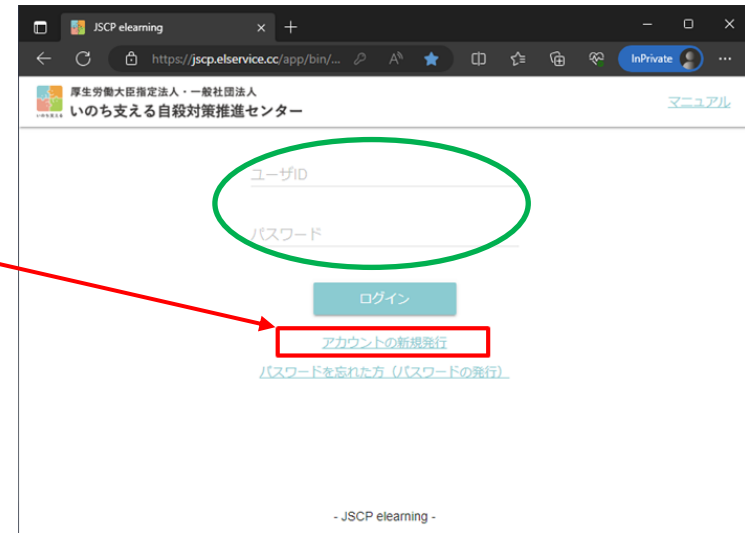 JSCP elearning
https://jscp.elservice.cc/app/bin/...
InPrivate
厚生労働大臣指定法人・一般社団法人
いのち支える自殺対策推進センター
マニュアル
ユーザID
パスワード
ログイン
アカウントの新規発行
パスワードを忘れた方（パスワードの発行）
- JSCP elearning -